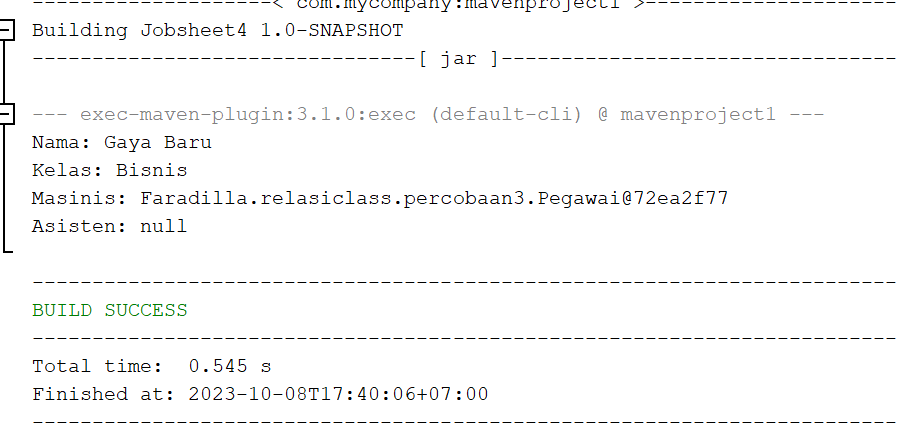 --------------------< com.mycompany:mavenproject1 >---------------------
Building Jobsheet4 1.0-SNAPSHOT
--------------------------------[ jar ]---------------------------------
--- exec-maven-plugin:3.1.0:exec (default-cli) @ mavenproject1 ---
Nama: Gaya Baru
Kelas: Bisnis
Masinis: Faradilla.relasiclass.percobaan3.Pegawai@72ea2f77
Asisten: null
------------------------------------------------------------------------
BUILD SUCCESS
------------------------------------------------------------------------
Total time:  0.545 s
Finished at: 2023-10-08T17:40:06+07:00
------------------------------------------------------------------------